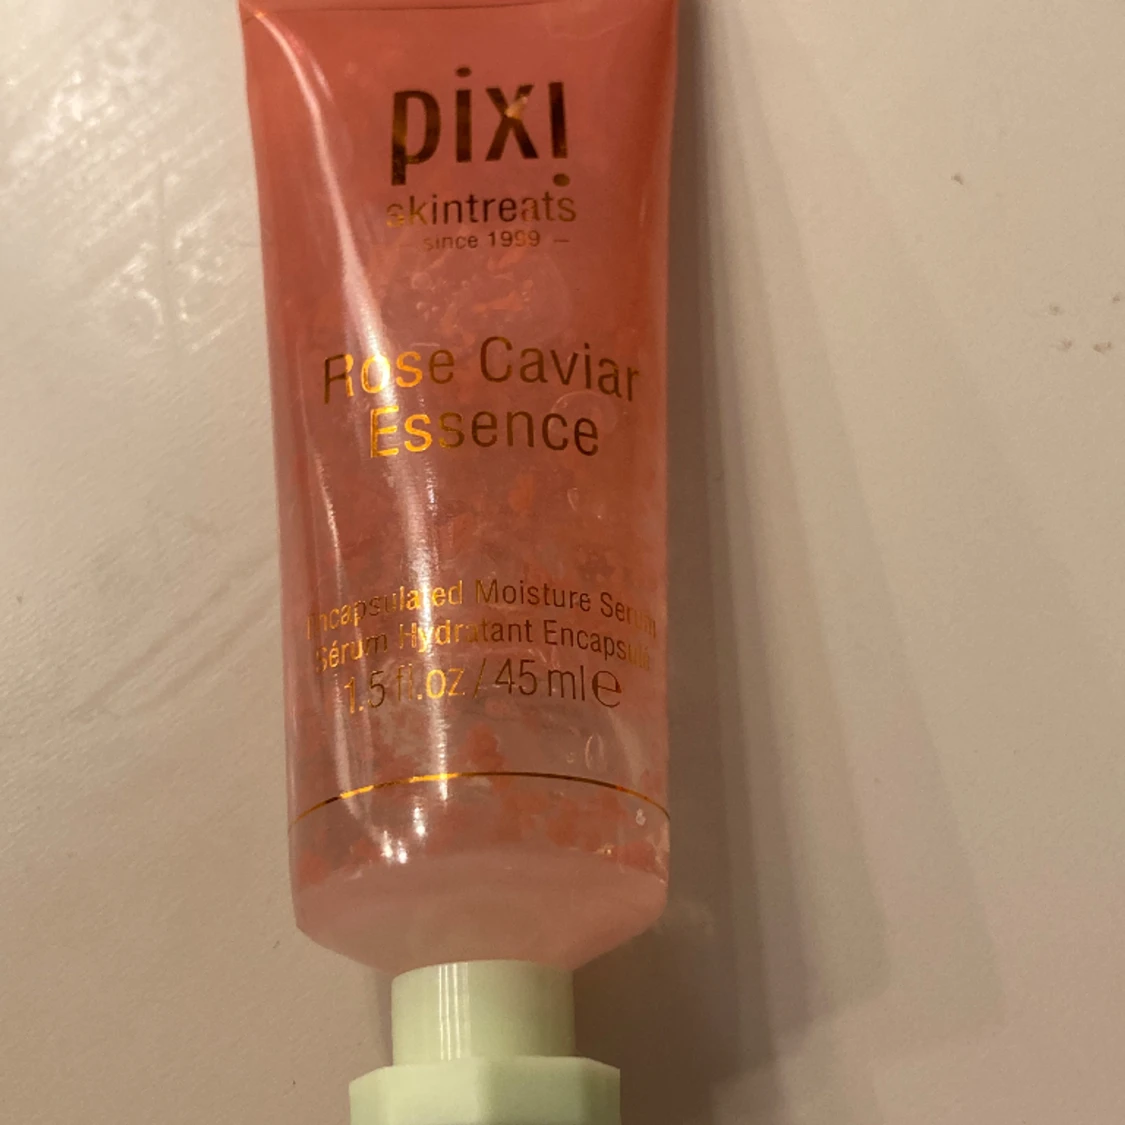 pixi
skintreats
– since 1999 –
Rose Caviar
Essence
Encapsulated Moisture Serum
Sérum Hydratant Encapsulé
1.5 fl.oz / 45 ml e